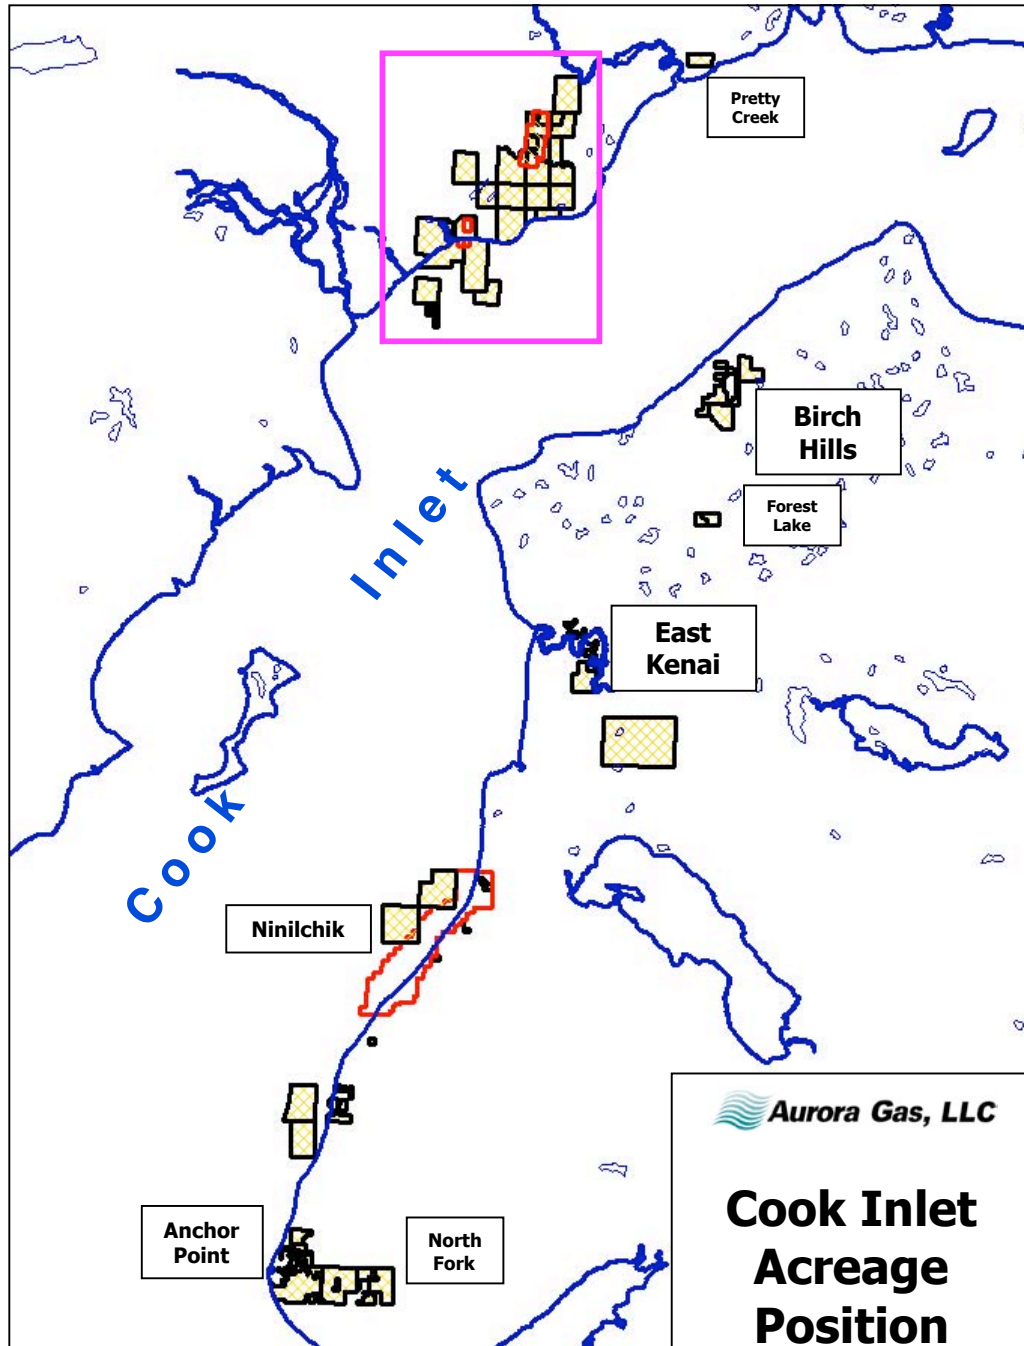 Pretty
Creek
Birch
Hills
Forest
Lake
Inlet
East
Kenai
Cook
Ninilchik
Anchor
Point
North
Fork
Aurora Gas, LLC
Cook Inlet
Acreage
Position